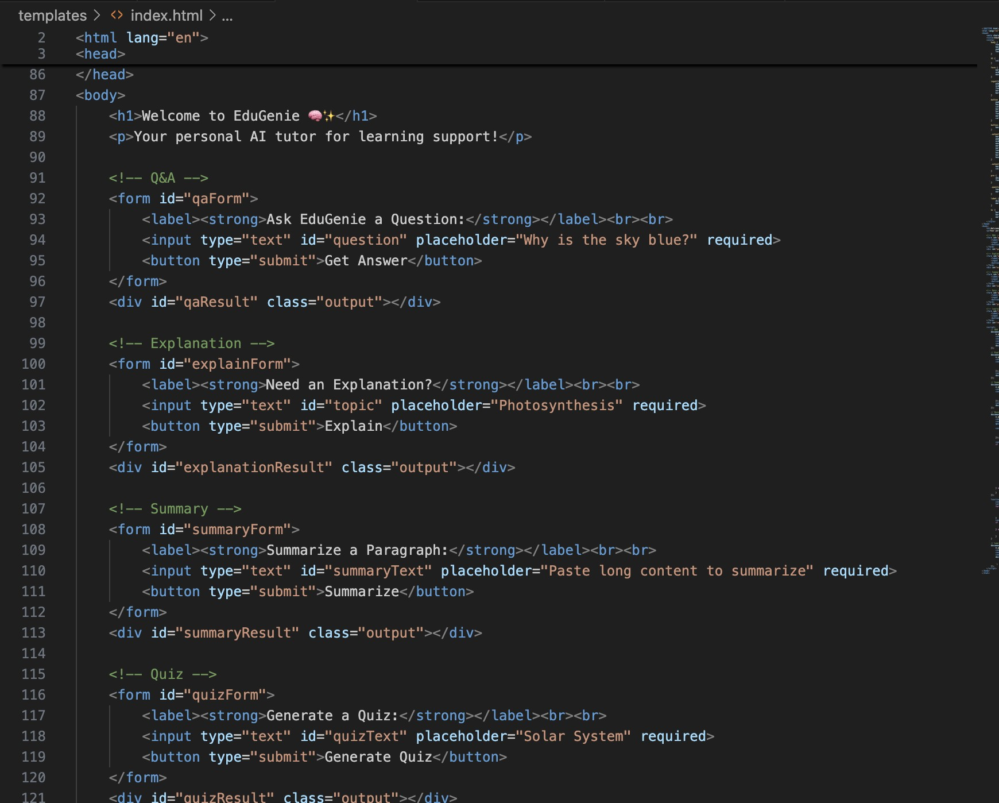 templates > <> index.html > ...
2 <html lang="en">
3 <head>
86 </head>
87 <body>
88 <h1>Welcome to EduGenie 🧠✨</h1>
89 <p>Your personal AI tutor for learning support!</p>
90
91 <!-- Q&A -->
92 <form id="qaForm">
93 <label><strong>Ask EduGenie a Question:</strong></label><br><br>
94 <input type="text" id="question" placeholder="Why is the sky blue?" required>
95 <button type="submit">Get Answer</button>
96 </form>
97 <div id="qaResult" class="output"></div>
98
99 <!-- Explanation -->
100 <form id="explainForm">
101 <label><strong>Need an Explanation?</strong></label><br><br>
102 <input type="text" id="topic" placeholder="Photosynthesis" required>
103 <button type="submit">Explain</button>
104 </form>
105 <div id="explanationResult" class="output"></div>
106
107 <!-- Summary -->
108 <form id="summaryForm">
109 <label><strong>Summarize a Paragraph:</strong></label><br><br>
110 <input type="text" id="summaryText" placeholder="Paste long content to summarize" required>
111 <button type="submit">Summarize</button>
112 </form>
113 <div id="summaryResult" class="output"></div>
114
115 <!-- Quiz -->
116 <form id="quizForm">
117 <label><strong>Generate a Quiz:</strong></label><br><br>
118 <input type="text" id="quizText" placeholder="Solar System" required>
119 <button type="submit">Generate Quiz</button>
120 </form>
121 <div id="quizResult" class="output"></div>